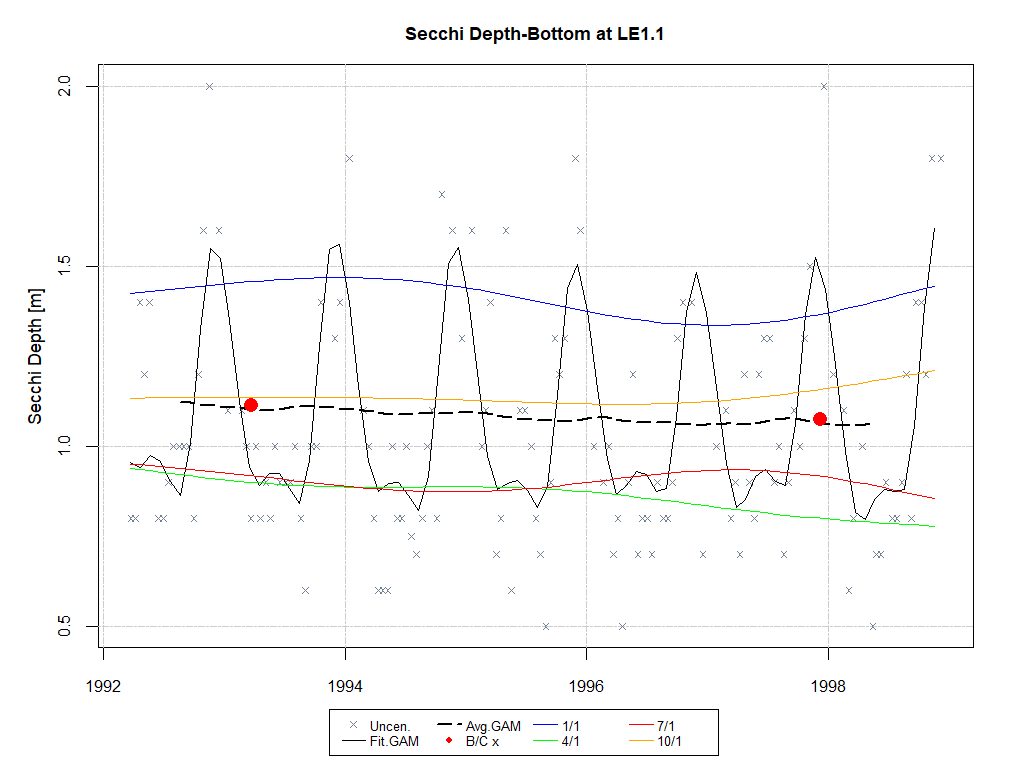 Secchi Depth-Bottom at LE1.1
Secchi Depth [m]
2.0
1.5
1.0
0.5
1992 1994 1996 1998
Uncen. Avg.GAM 1/1 7/1
Fit.GAM B/C x 4/1 10/1